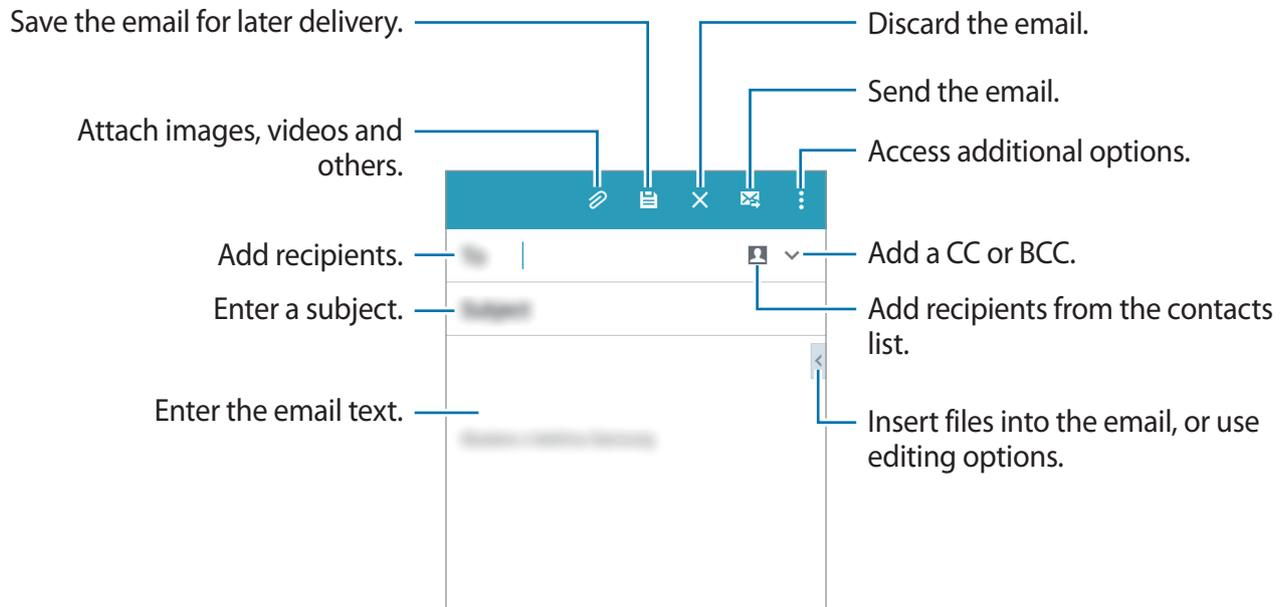 Save the email for later delivery.
Discard the email.
Send the email.
Attach images, videos and
others.
Access additional options.
Add recipients.
To
Add a CC or BCC.
Enter a subject.
Subject
Add recipients from the contacts
list.
Enter the email text.
Insert files into the email, or use
editing options.